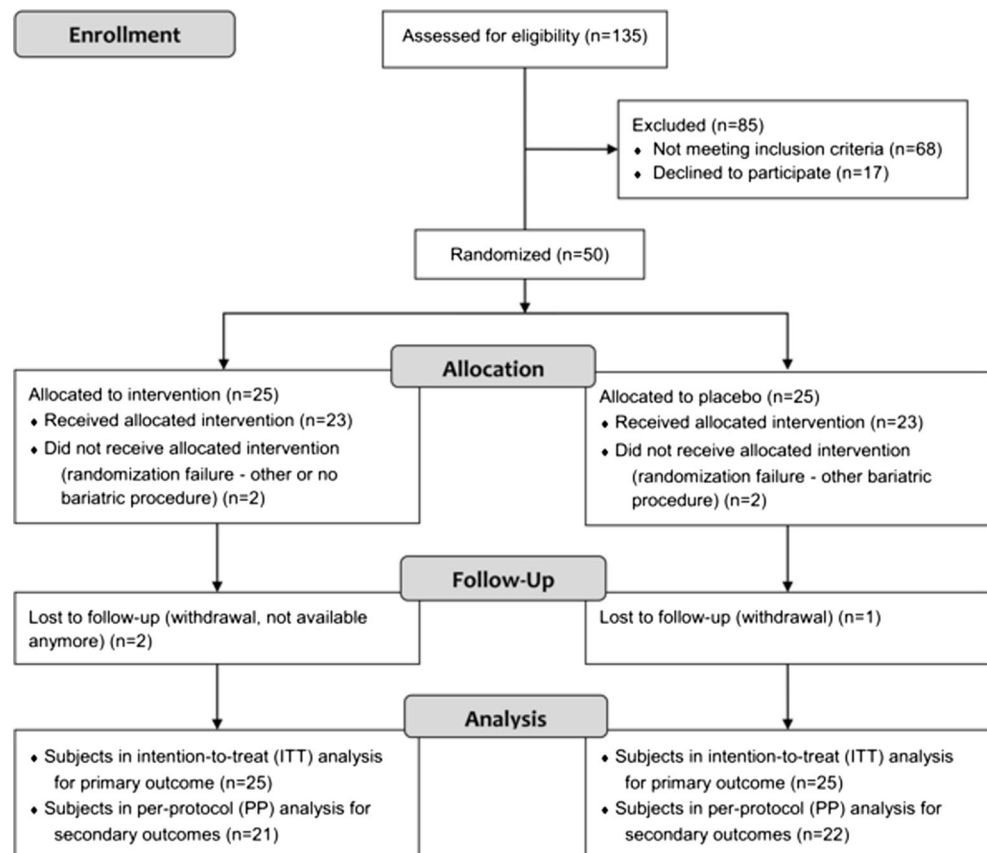 Enrollment
Assessed for eligibility (n=135)
Excluded (n=85)
♦ Not meeting inclusion criteria (n=68)
♦ Declined to participate (n=17)
Randomized (n=50)
Allocation
Allocated to intervention (n=25)
♦ Received allocated intervention (n=23)
♦ Did not receive allocated intervention
(randomization failure - other or no
bariatric procedure) (n=2)
Allocated to placebo (n=25)
♦ Received allocated intervention (n=23)
♦ Did not receive allocated intervention
(randomization failure - other bariatric
procedure) (n=2)
Follow-Up
Lost to follow-up (withdrawal, not available
anymore) (n=2)
Lost to follow-up (withdrawal) (n=1)
Analysis
♦ Subjects in intention-to-treat (ITT) analysis
for primary outcome (n=25)
♦ Subjects in per-protocol (PP) analysis for
secondary outcomes (n=21)
♦ Subjects in intention-to-treat (ITT) analysis
for primary outcome (n=25)
♦ Subjects in per-protocol (PP) analysis for
secondary outcomes (n=22)